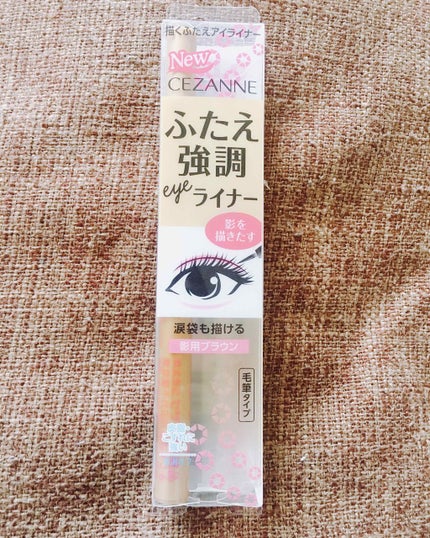 描くふたえアイライナー
New
CEZANNE
ふたえ
強調
eye ライナー
影を
描きたす
涙袋も描ける
影用ブラウン
毛筆タイプ